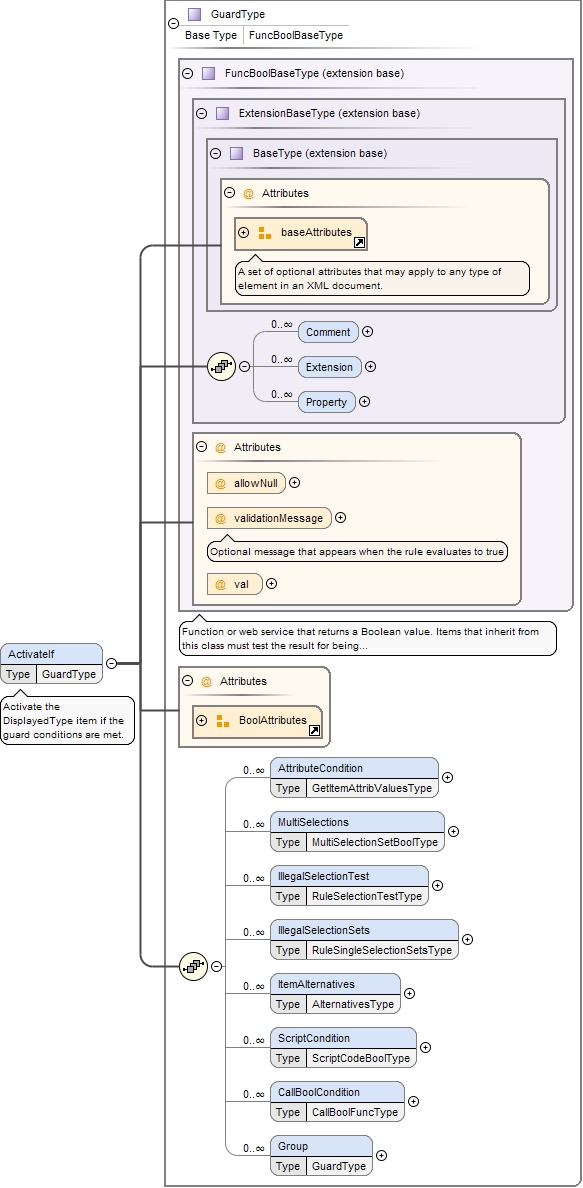 GuardType
Base Type FuncBoolBaseType
FuncBoolBaseType (extension base)
ExtensionBaseType (extension base)
BaseType (extension base)
@ Attributes
baseAttributes
A set of optional attributes that may apply to any type of
element in an XML document.
0..∞
Comment
0..∞
Extension
0..∞
Property
@ Attributes
@ allowNull
@ validationMessage
Optional message that appears when the rule evaluates to true
@ val
Function or web service that returns a Boolean value. Items that inherit from
this class must test the result for being...
ActivateIf
Type GuardType
Activate the
DisplayedType item if the
guard conditions are met.
@ Attributes
BoolAttributes
0..∞ AttributeCondition
Type GetItemAttribValuesType
0..∞ MultiSelections
Type MultiSelectionSetBoolType
0..∞ IllegalSelectionTest
Type RuleSelectionTestType
0..∞ IllegalSelectionSets
Type RuleSingleSelectionSetsType
0..∞ ItemAlternatives
Type AlternativesType
0..∞ ScriptCondition
Type ScriptCodeBoolType
0..∞ CallBoolCondition
Type CallBoolFuncType
0..∞ Group
Type GuardType